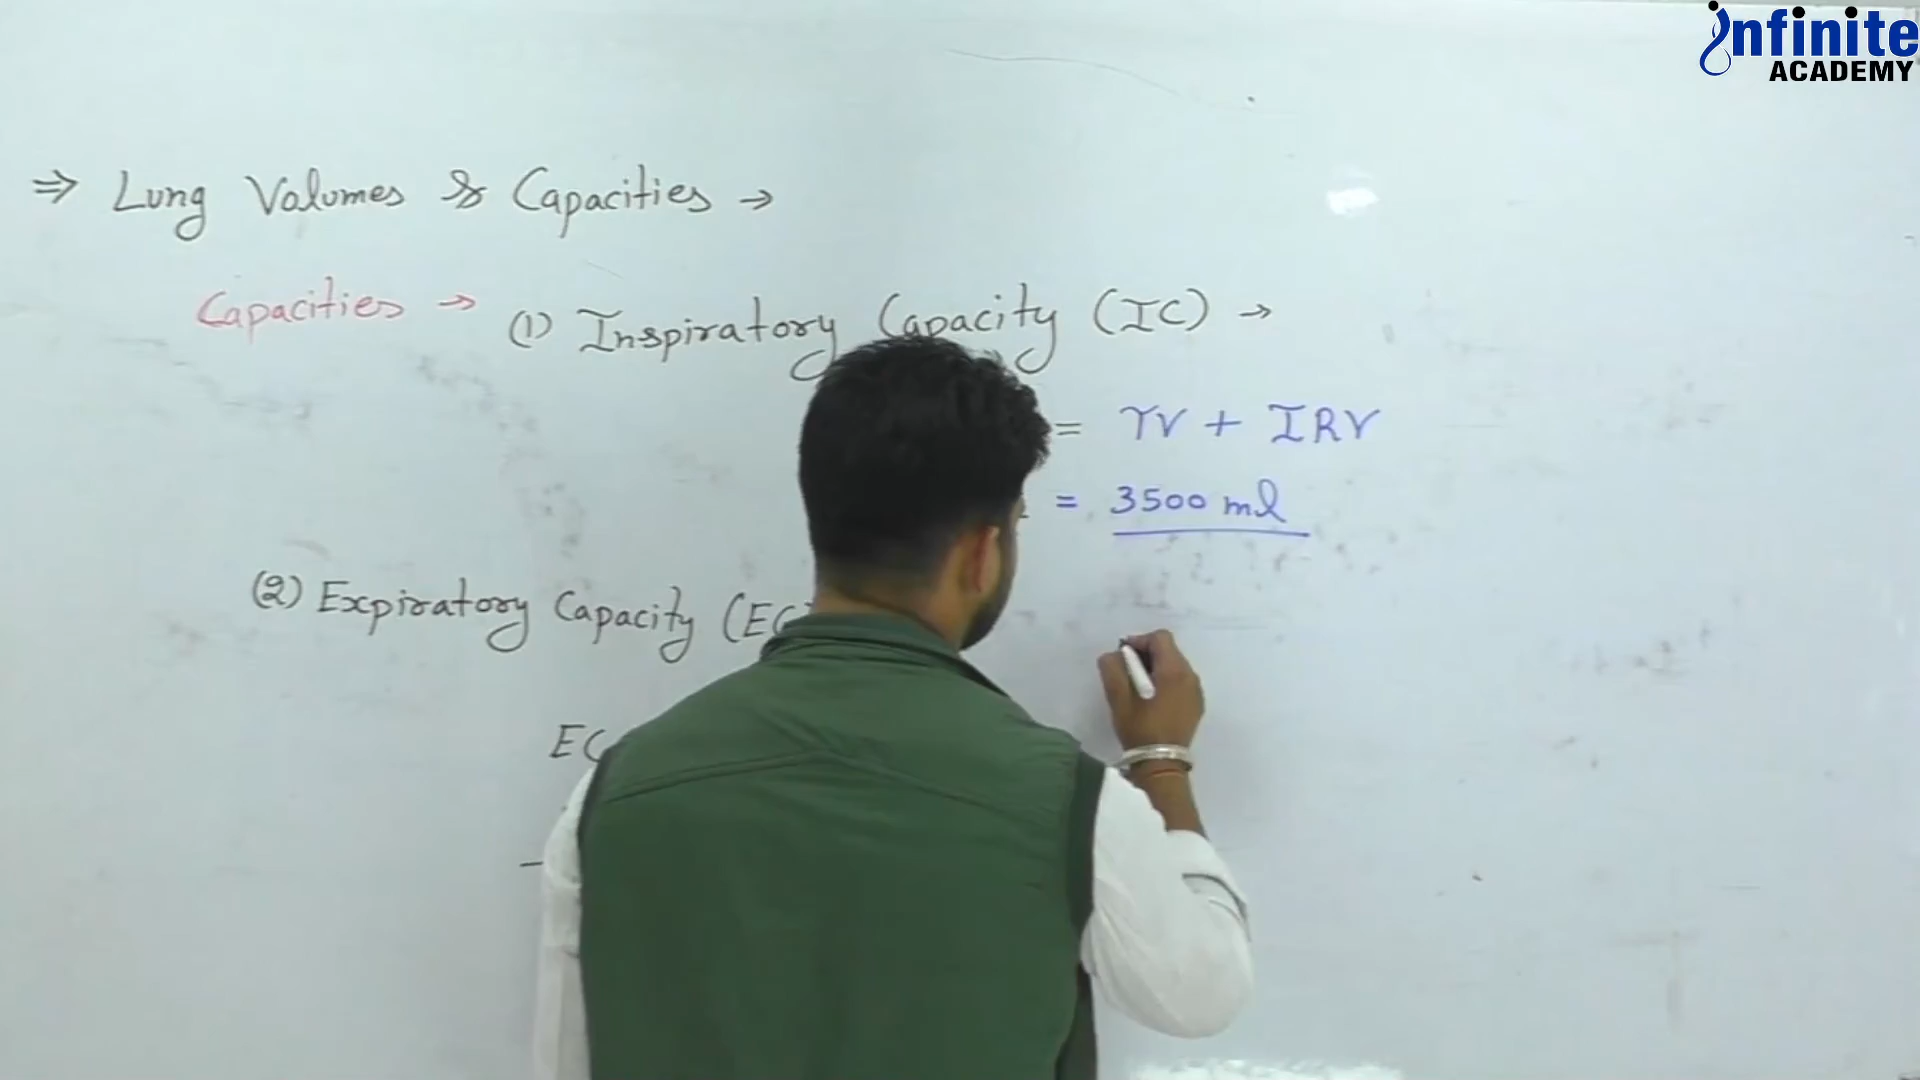 infinite
ACADEMY
⇒ Lung Volumes & Capacities →
Capacities → (1) Inspiratory Capacity (IC) →
= TV + IRV
= 3500 ml
(2) Expiratory Capacity (EC
EC